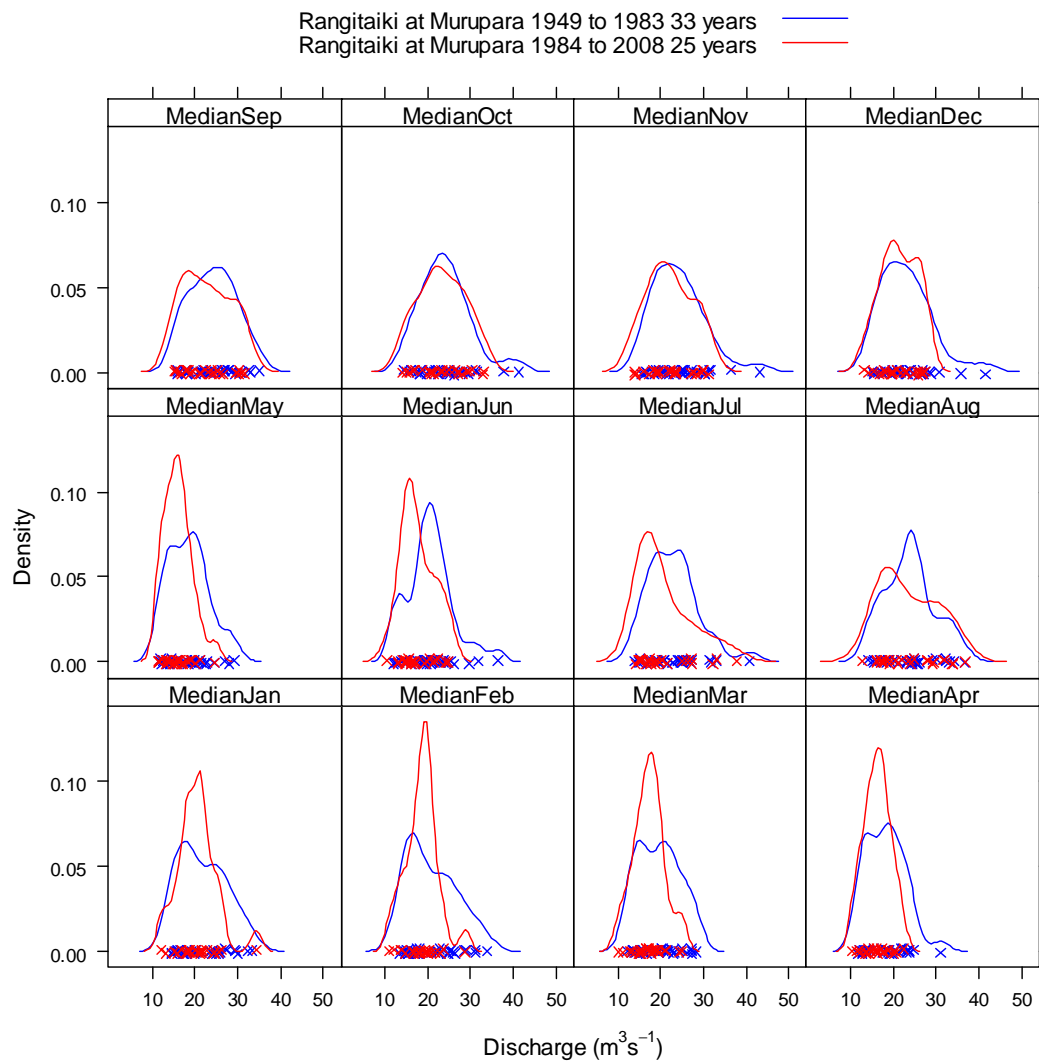 Rangitaiki at Murupara 1949 to 1983 33 years
Rangitaiki at Murupara 1984 to 2008 25 years
MedianSep MedianOct MedianNov MedianDec
0.10
0.05
0.00
MedianMay MedianJun MedianJul MedianAug
0.10
0.05
0.00
MedianJan MedianFeb MedianMar MedianApr
0.10
0.05
0.00
10 20 30 40 50 10 20 30 40 50 10 20 30 40 50 10 20 30 40 50
Density
Discharge (m³s⁻¹)